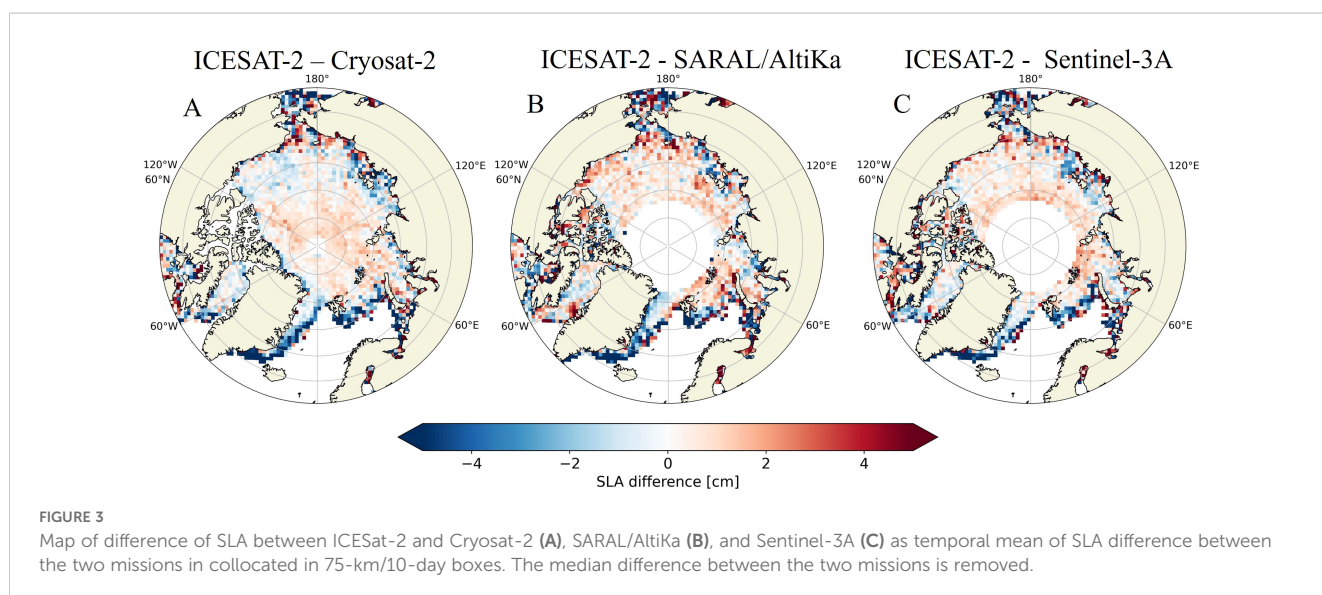 ICESAT-2 – Cryosat-2
ICESAT-2 - SARAL/AltiKa
ICESAT-2 - Sentinel-3A
A
180°
120°W
60°N
120°E
60°W
60°E
B
180°
120°W
60°N
120°E
60°W
60°E
C
180°
120°W
60°N
120°E
60°W
60°E
−4 −2 0 2 4
SLA difference [cm]
FIGURE 3
Map of difference of SLA between ICESat-2 and Cryosat-2 (A), SARAL/AltiKa (B), and Sentinel-3A (C) as temporal mean of SLA difference between
the two missions in collocated in 75-km/10-day boxes. The median difference between the two missions is removed.